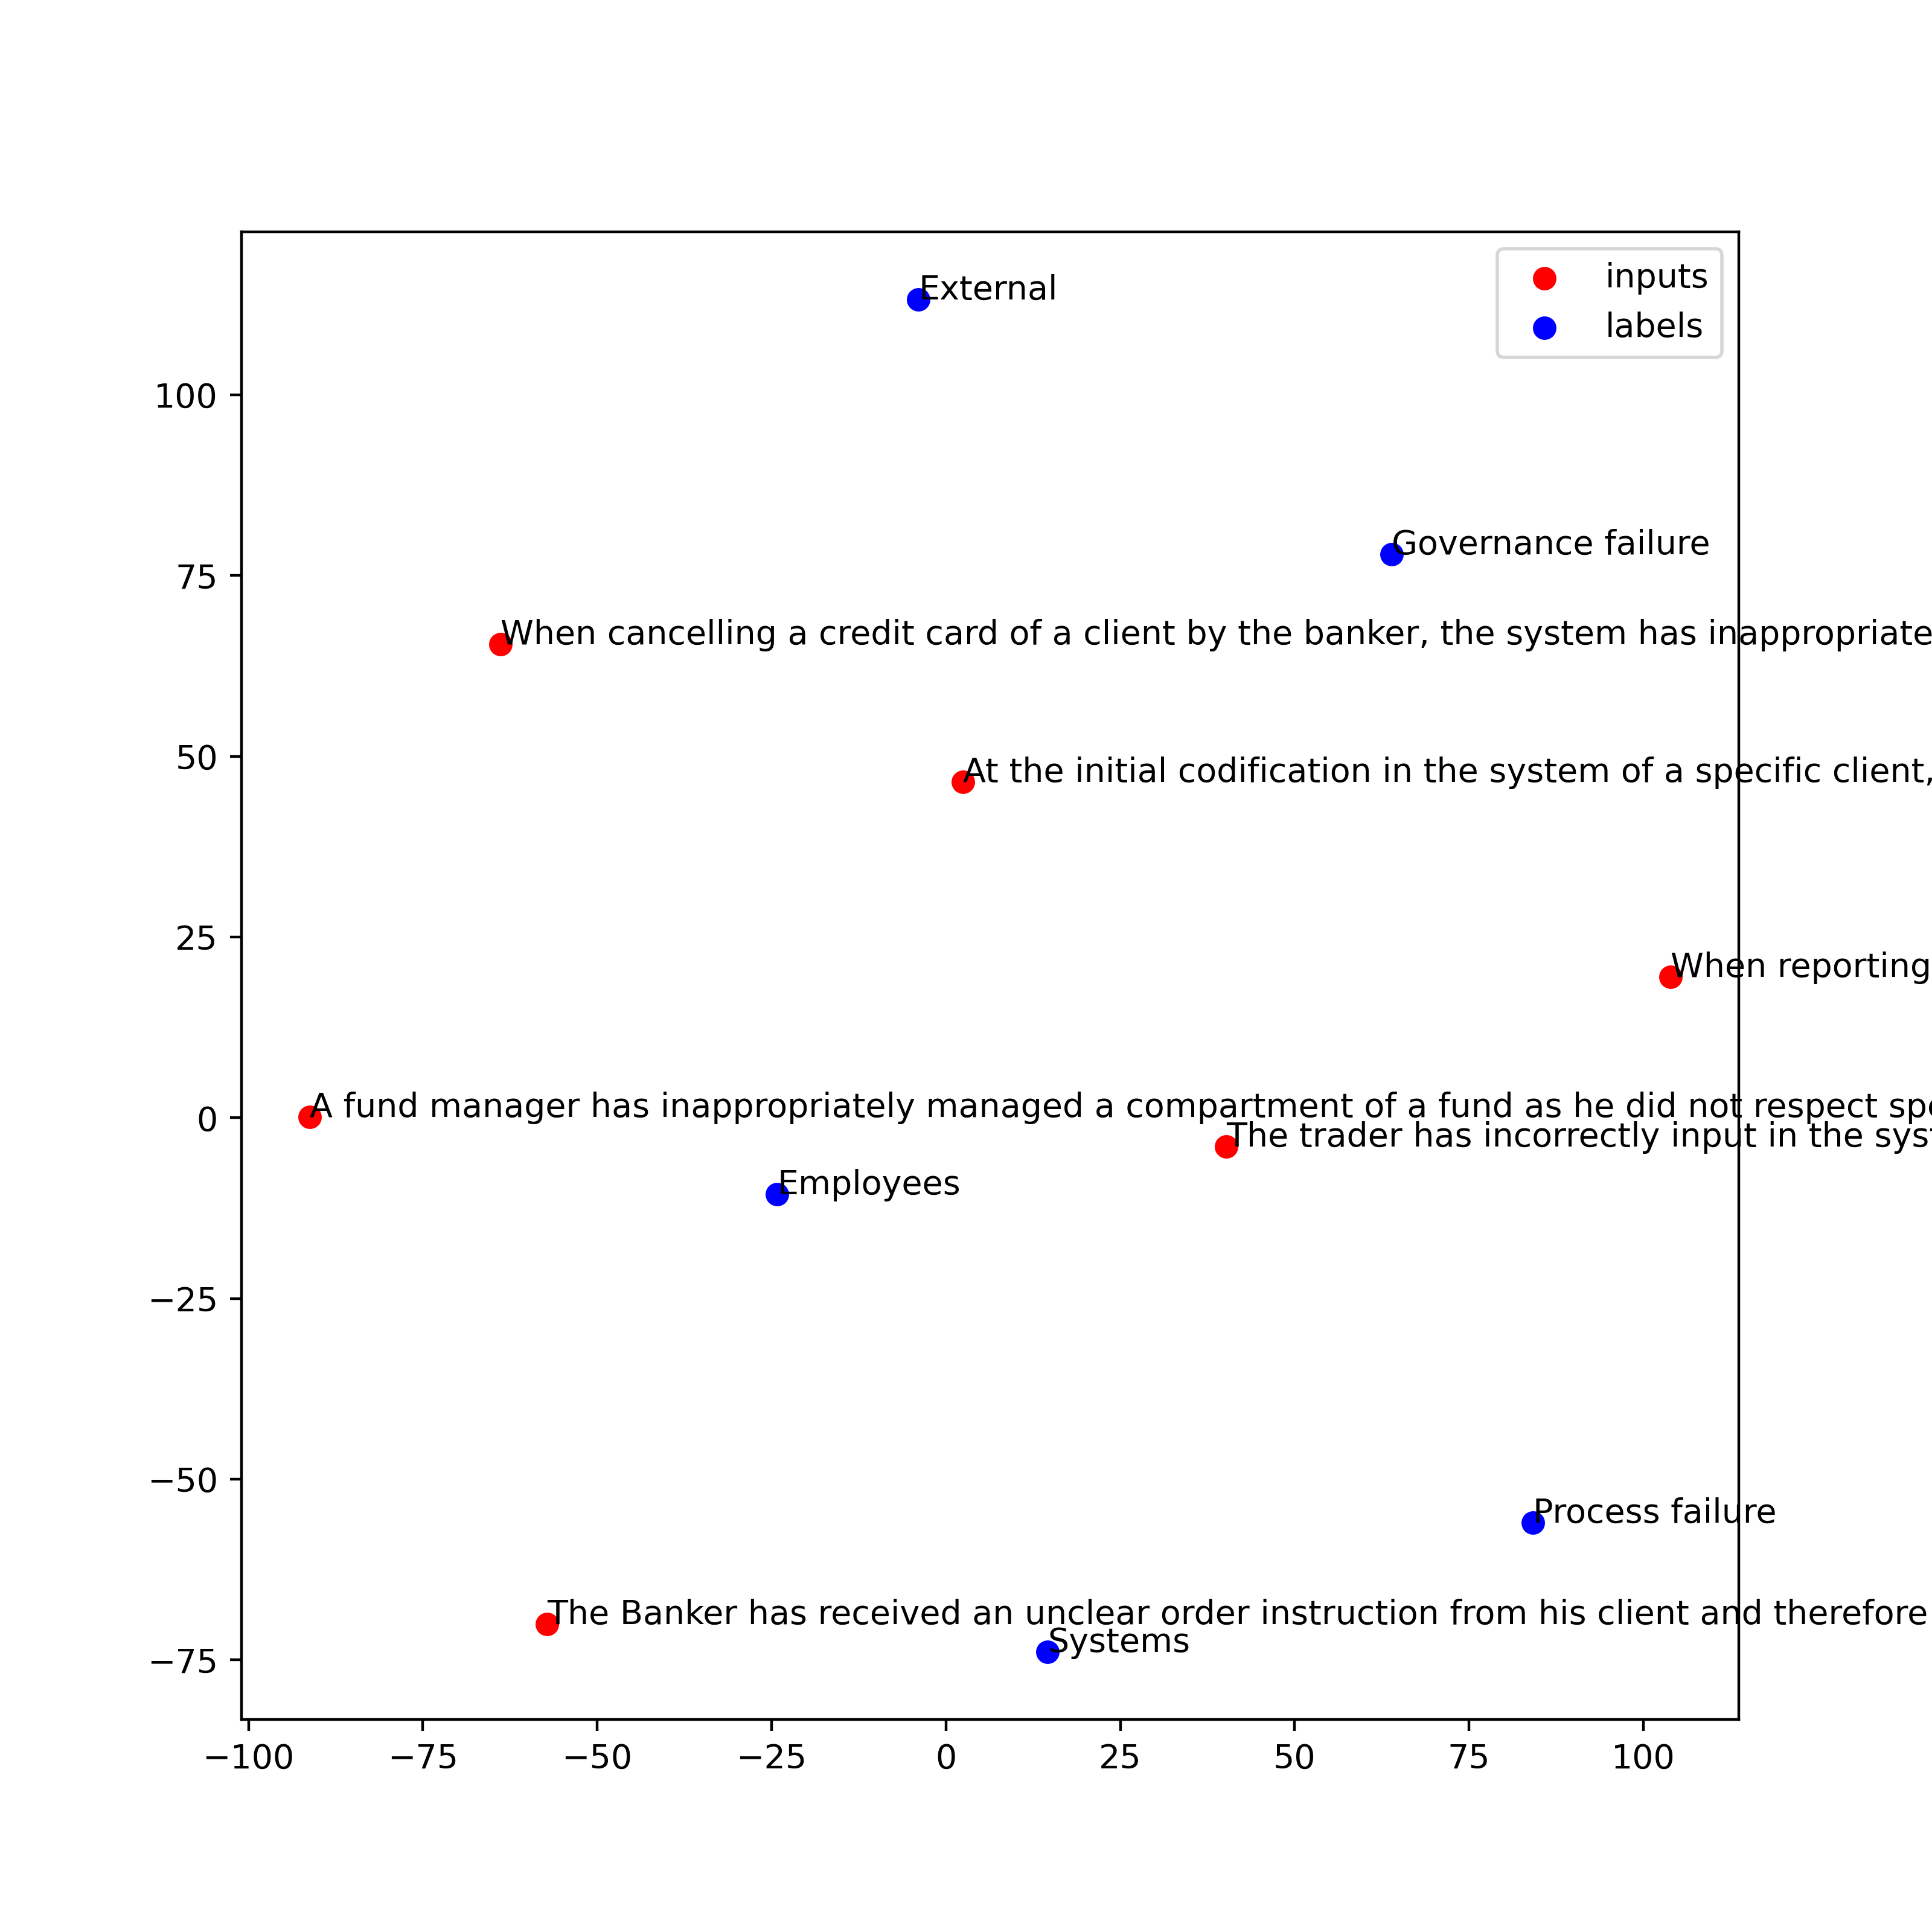 External
inputs
labels
100
Governance failure
75
When cancelling a credit card of a client by the banker, the system has inappropriate
50
At the initial codification in the system of a specific client,
25
When reporting
A fund manager has inappropriately managed a compartment of a fund as he did not respect
0
The trader has incorrectly input in the
Employees
−25
−50
Process failure
The Banker has received an unclear order instruction from his client and therefore
Systems
−75
−100
−75
−50
−25
0
25
50
75
100